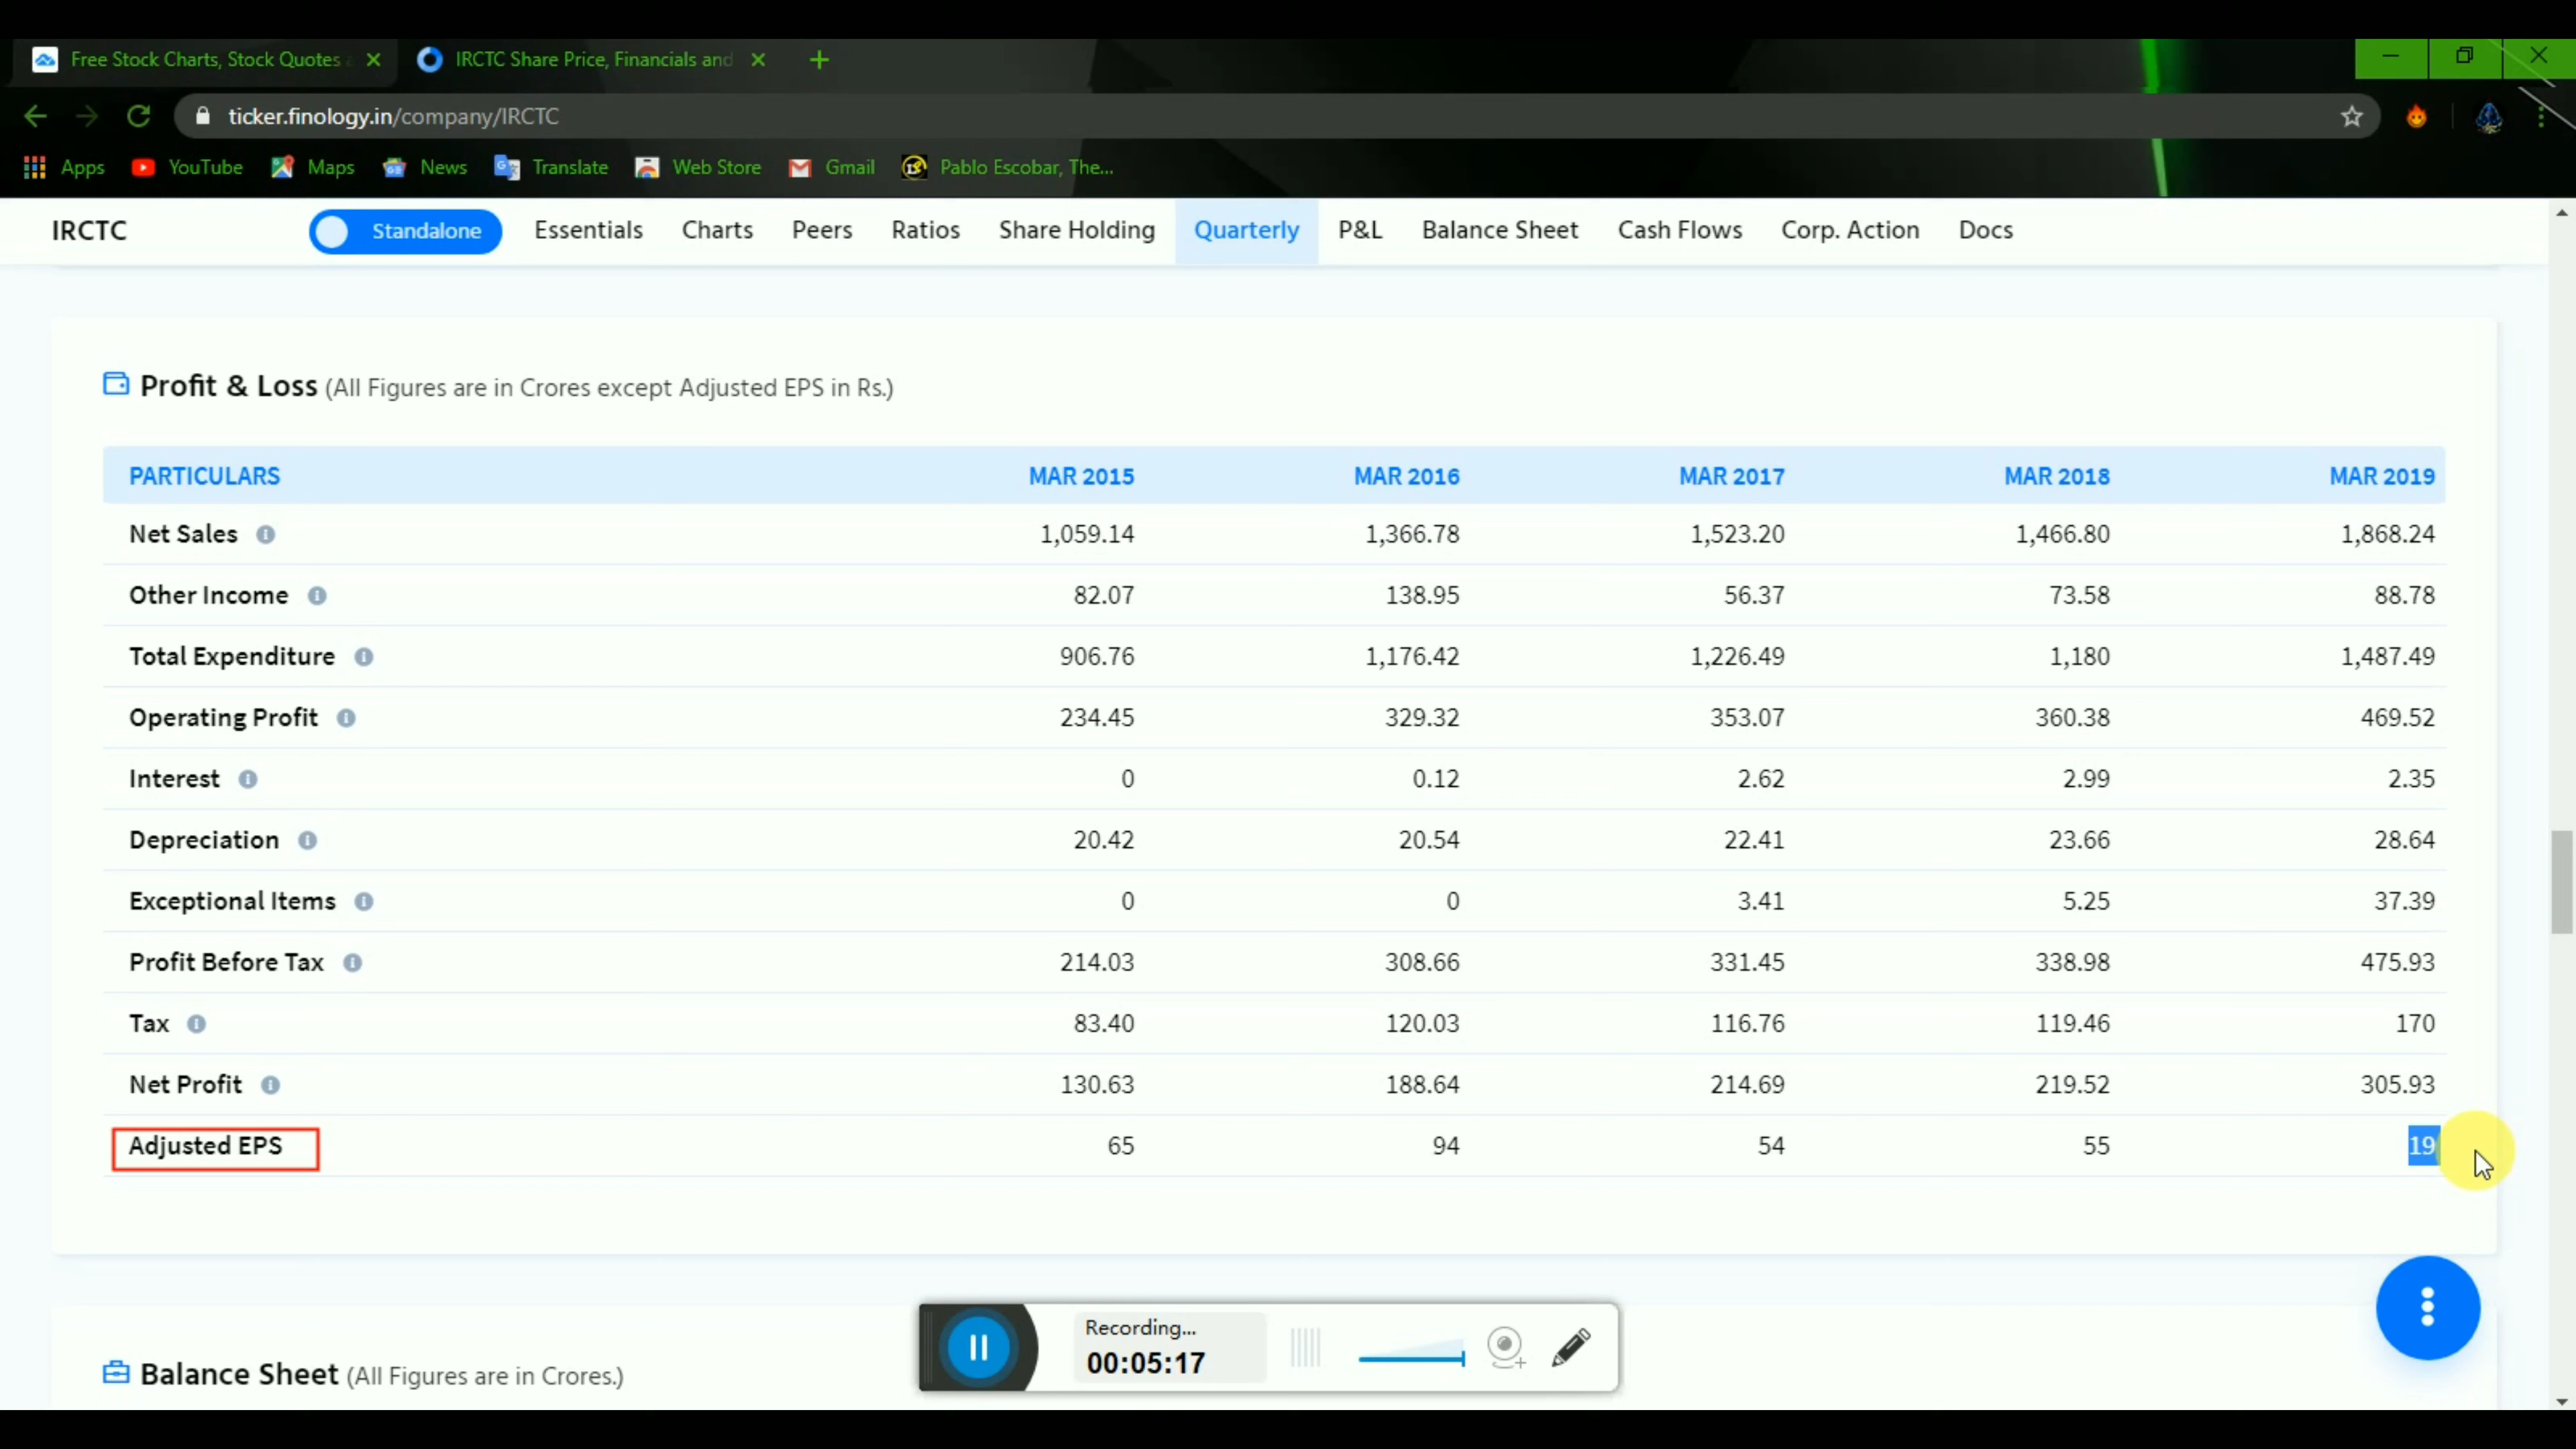 Free Stock Charts, Stock Quotes a
IRCTC Share Price, Financials and
ticker.finology.in/company/IRCTC
Apps YouTube Maps News Translate Web Store Gmail Pablo Escobar, The...
IRCTC Standalone Essentials Charts Peers Ratios Share Holding Quarterly P&L Balance Sheet Cash Flows Corp. Action Docs
Profit & Loss (All Figures are in Crores except Adjusted EPS in Rs.)
PARTICULARS MAR 2015 MAR 2016 MAR 2017 MAR 2018 MAR 2019
Net Sales 1,059.14 1,366.78 1,523.20 1,466.80 1,868.24
Other Income 82.07 138.95 56.37 73.58 88.78
Total Expenditure 906.76 1,176.42 1,226.49 1,180 1,487.49
Operating Profit 234.45 329.32 353.07 360.38 469.52
Interest 0 0.12 2.62 2.99 2.35
Depreciation 20.42 20.54 22.41 23.66 28.64
Exceptional Items 0 0 3.41 5.25 37.39
Profit Before Tax 214.03 308.66 331.45 338.98 475.93
Tax 83.40 120.03 116.76 119.46 170
Net Profit 130.63 188.64 214.69 219.52 305.93
Adjusted EPS 65 94 54 55 19
Recording...
00:05:17
Balance Sheet (All Figures are in Crores.)